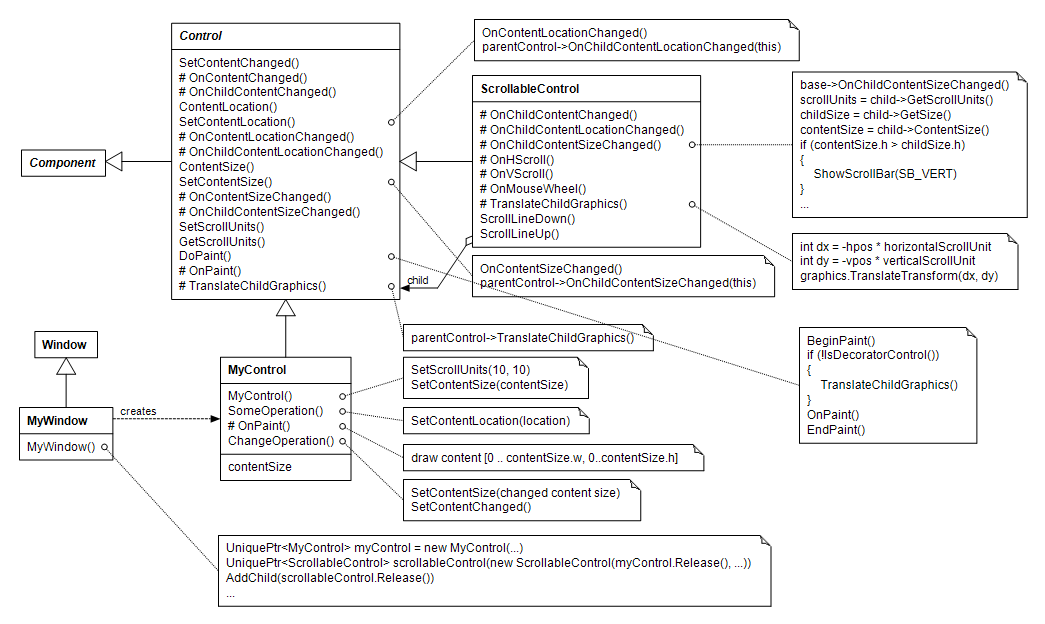 Control
SetContentChanged()
# OnContentChanged()
# OnChildContentChanged()
ContentLocation()
SetContentLocation()
# OnContentLocationChanged()
# OnChildContentLocationChanged()
ContentSize()
SetContentSize()
# OnContentSizeChanged()
# OnChildContentSizeChanged()
SetScrollUnits()
GetScrollUnits()
DoPaint()
# OnPaint()
# TranslateChildGraphics()
OnContentLocationChanged()
parentControl->OnChildContentLocationChanged(this)
ScrollableControl
# OnChildContentChanged()
# OnChildContentLocationChanged()
# OnChildContentSizeChanged()
# OnHScroll()
# OnVScroll()
# OnMouseWheel()
# TranslateChildGraphics()
ScrollLineDown()
ScrollLineUp()
base->OnChildContentSizeChanged()
scrollUnits = child->GetScrollUnits()
childSize = child->GetSize()
contentSize = child->ContentSize()
if (contentSize.h > childSize.h)
{
ShowScrollBar(SB_VERT)
}
...
Component
int dx = -hpos * horizontalScrollUnit
int dy = -vpos * verticalScrollUnit
graphics.TranslateTransform(dx, dy)
OnContentSizeChanged()
parentControl->OnChildContentSizeChanged(this)
child
parentControl->TranslateChildGraphics()
BeginPaint()
if (!IsDecoratorControl())
{
TranslateChildGraphics()
}
OnPaint()
EndPaint()
Window
MyControl
MyControl()
SomeOperation()
# OnPaint()
ChangeOperation()
contentSize
SetScrollUnits(10, 10)
SetContentSize(contentSize)
creates
MyWindow
MyWindow()
SetContentLocation(location)
draw content [0 .. contentSize.w, 0..contentSize.h]
SetContentSize(changed content size)
SetContentChanged()
UniquePtr<MyControl> myControl = new MyControl(...)
UniquePtr<ScrollableControl> scrollableControl(new ScrollableControl(myControl.Release(), ...))
AddChild(scrollableControl.Release())
...